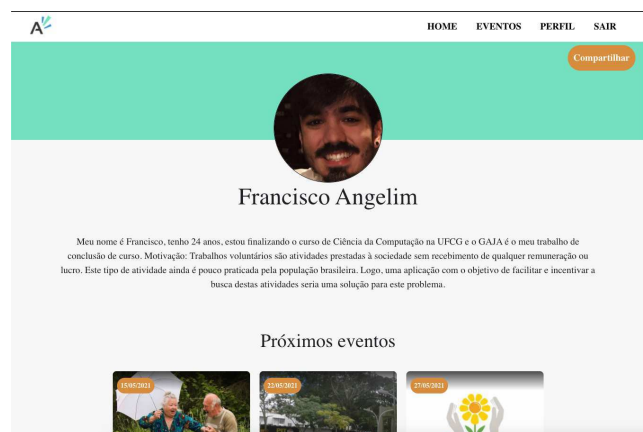 A
HOME EVENTOS PERFIL SAIR
Compartilhar
Francisco Angelim
Meu nome é Francisco, tenho 24 anos, estou finalizando o curso de Ciência da Computação na UFCG e o GAJA é o meu trabalho de
conclusão de curso. Motivação: Trabalhos voluntários são atividades prestadas à sociedade sem recebimento de qualquer remuneração ou
lucro. Este tipo de atividade ainda é pouco praticada pela população brasileira. Logo, uma aplicação com o objetivo de facilitar e incentivar a
busca destas atividades seria uma solução para este problema.
Próximos eventos
15/05/2021 22/05/2021 27/05/2021